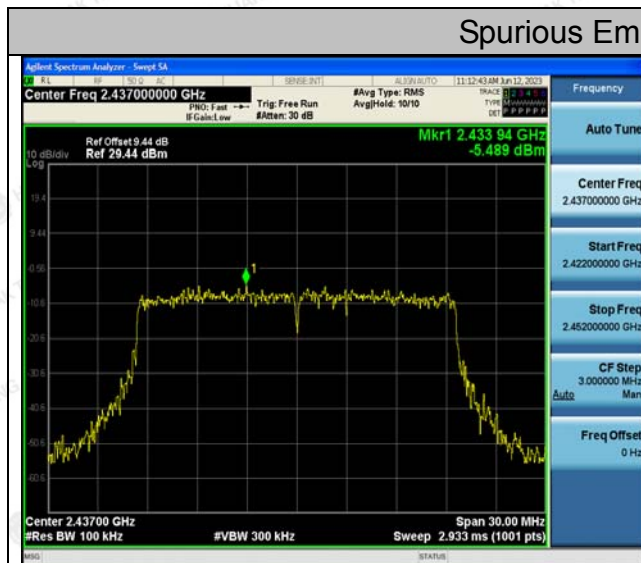 Spurious Em
Agilent Spectrum Analyzer - Swept SA
RL RF 50 Ω AC SENSE:INT ALIGN AUTO 11:12:43 AM Jun 12, 2023
Center Freq 2.437000000 GHz #Avg Type: RMS TRACE 1 2 3 4 5 6
PNO: Fast Trig: Free Run Avg|Hold: 10/10 TYPE
IFGain:Low #Atten: 30 dB DET P P P P P P
Mkr1 2.433 94 GHz
-5.489 dBm
Ref Offset 9.44 dB
10 dB/div Ref 29.44 dBm
Log
19.4
9.44
-0.56
-10.6
-20.6
-30.6
-40.6
-50.6
-60.6
1
Center 2.43700 GHz Span 30.00 MHz
#Res BW 100 kHz #VBW 300 kHz Sweep 2.933 ms (1001 pts)
MSG STATUS
Frequency
Auto Tune
Center Freq
2.437000000 GHz
Start Freq
2.422000000 GHz
Stop Freq
2.452000000 GHz
CF Step
3.000000 MHz
Auto Man
Freq Offset
0 Hz